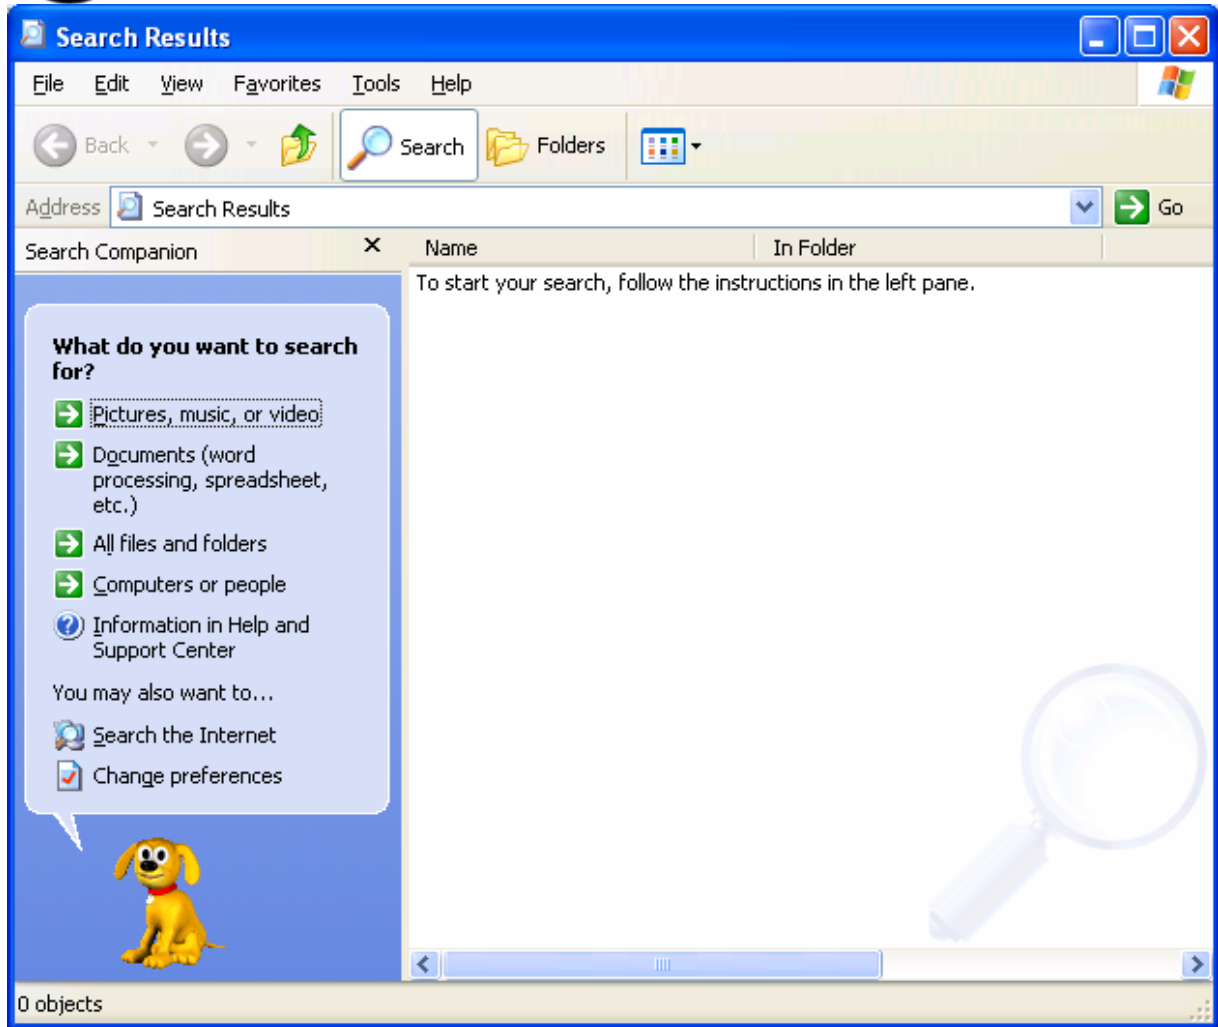 Search Results
File Edit View Favorites Tools Help
Back Search Folders
Address Search Results Go
Search Companion Name In Folder
To start your search, follow the instructions in the left pane.
What do you want to search
for?
Pictures, music, or video
Documents (word
processing, spreadsheet,
etc.)
All files and folders
Computers or people
Information in Help and
Support Center
You may also want to...
Search the Internet
Change preferences
0 objects